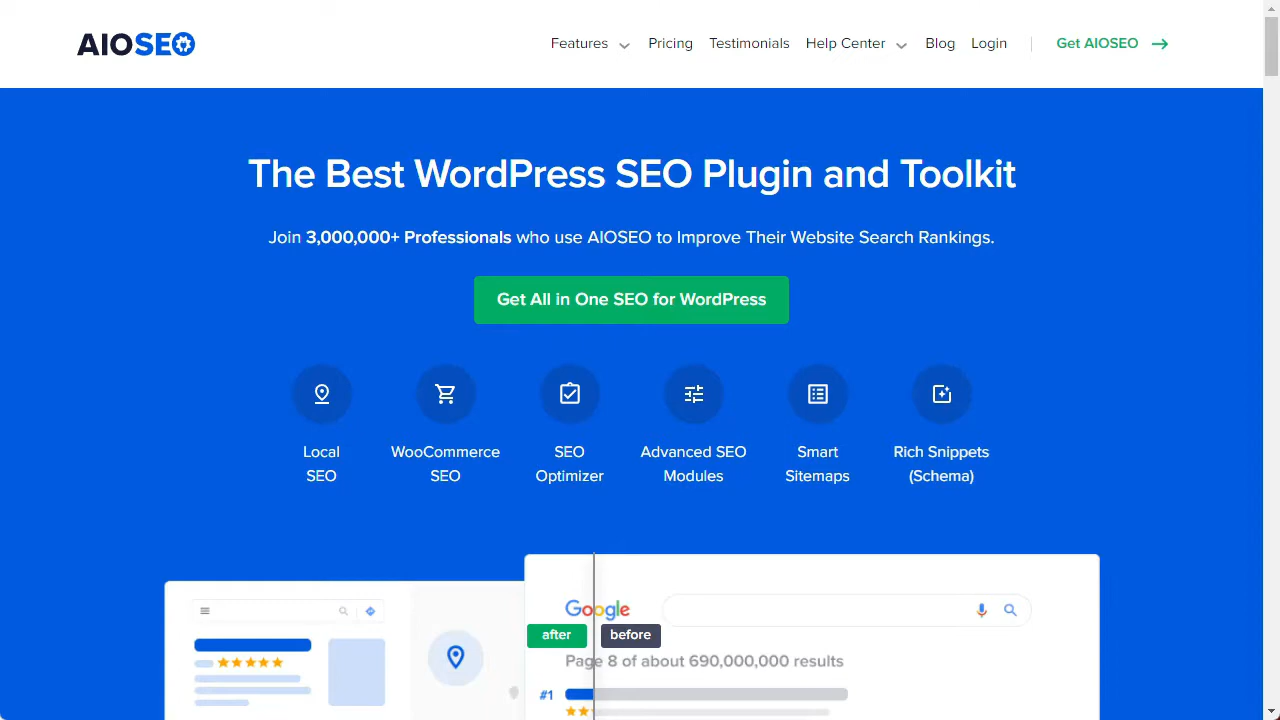 AIOSEO
Features
Pricing
Testimonials
Help Center
Blog
Login
Get AIOSEO
The Best WordPress SEO Plugin and Toolkit
Join 3,000,000+ Professionals who use AIOSEO to Improve Their Website Search Rankings.
Get All in One SEO for WordPress
Local
SEO
WooCommerce
SEO
SEO
Optimizer
Advanced SEO
Modules
Smart
Sitemaps
Rich Snippets
(Schema)
Google
after
before
Page 8 of about 690,000,000 results
#1